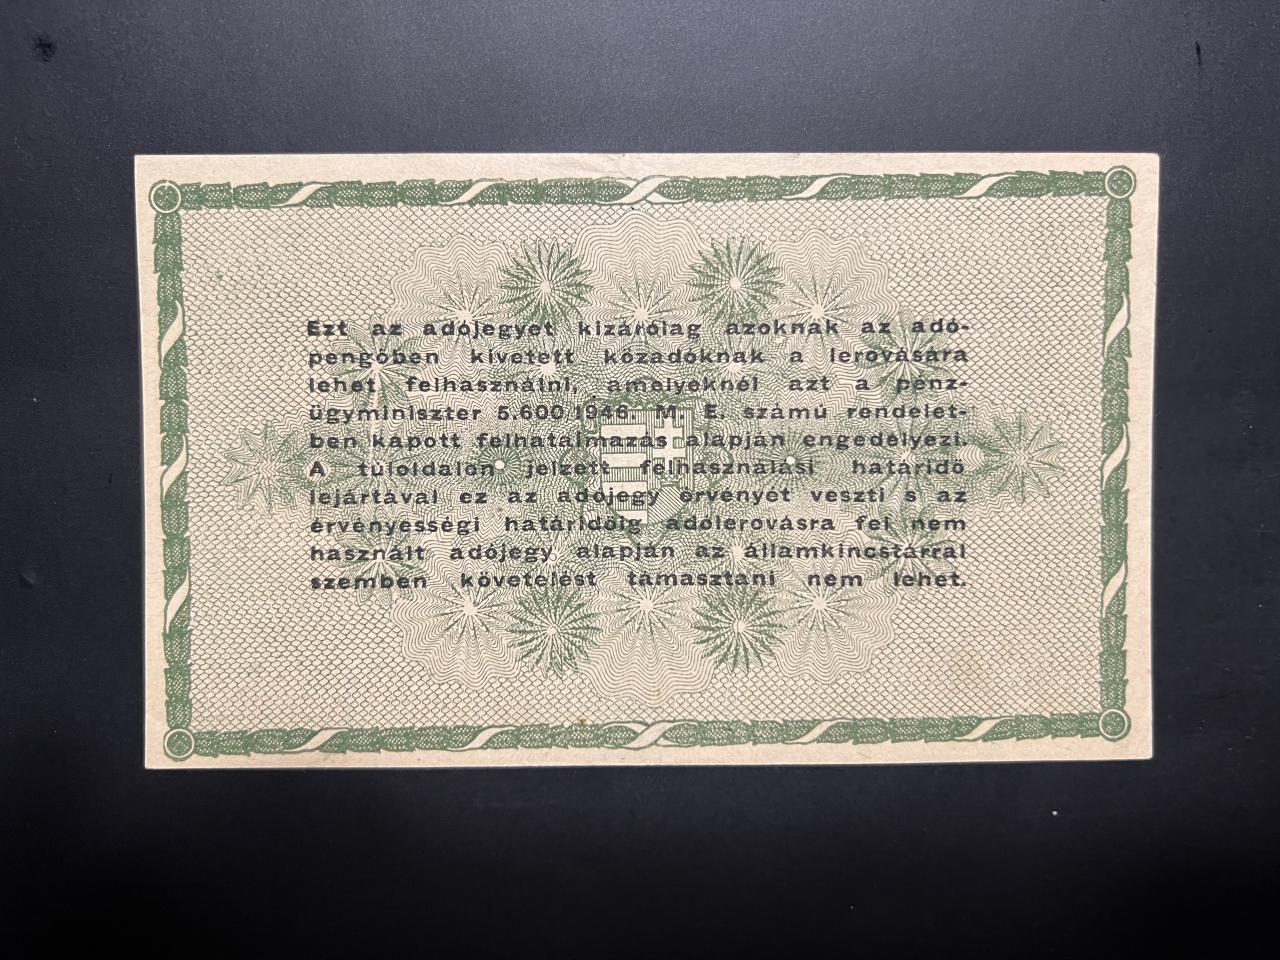 Ezt az adójegyet kizárólag azoknak az adó-
pengőben kivetett közadóknak a lerovására
lehet felhasználni, amelyeknél azt a pénz-
ügyminiszter 5.600/1946. M. E. számú rendelet-
ben kapott felhatalmazás alapján engedélyezi.
A túloldalon jelzett felhasználási határidő
lejártával ez az adójegy érvényét veszti s az
érvényességi határidőig adólerovásra fel nem
használt adójegy alapján az államkincstárral
szemben követelést támasztani nem lehet.